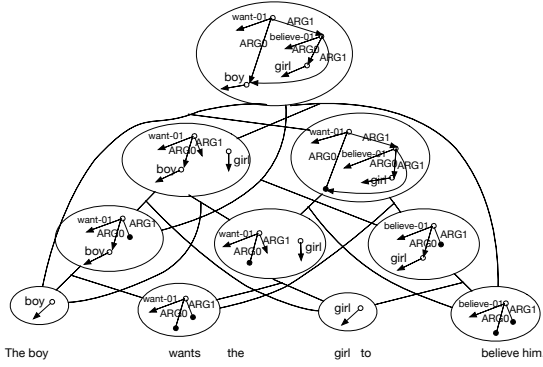 want-01 ARG1
believe-01
ARG0 ARG0
ARG1
girl
boy
want-01 ARG1
ARG0
boy girl
want-01 ARG1
ARG0 believe-01
ARG0 ARG1
girl
want-01 ARG1
ARG0
boy
want-01 ARG1
ARG0 girl
believe-01 ARG1
ARG0
girl
boy
want-01 ARG1
ARG0
girl
believe-01 ARG1
ARG0
The boy wants the girl to believe him